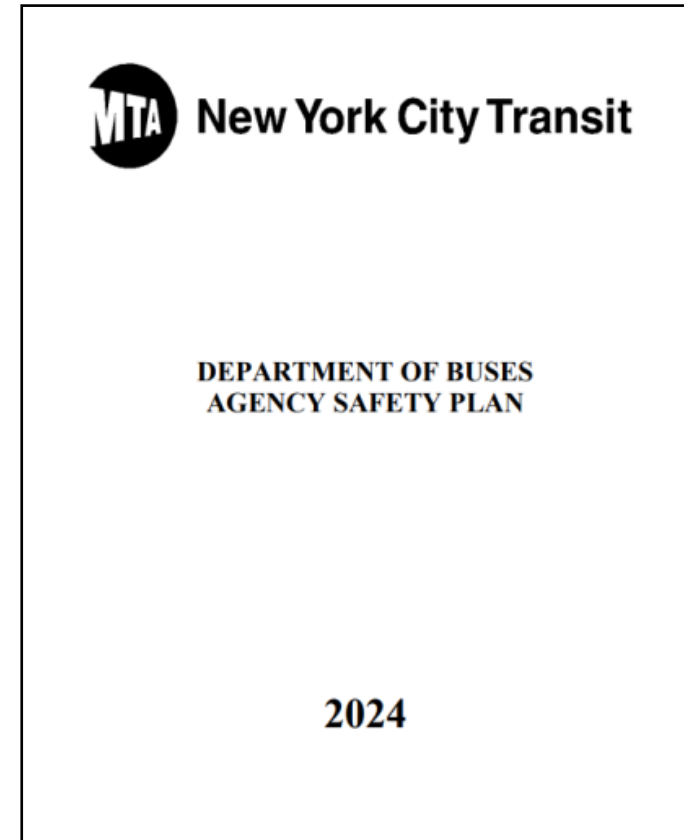 MTA New York City Transit
DEPARTMENT OF BUSES
AGENCY SAFETY PLAN
2024